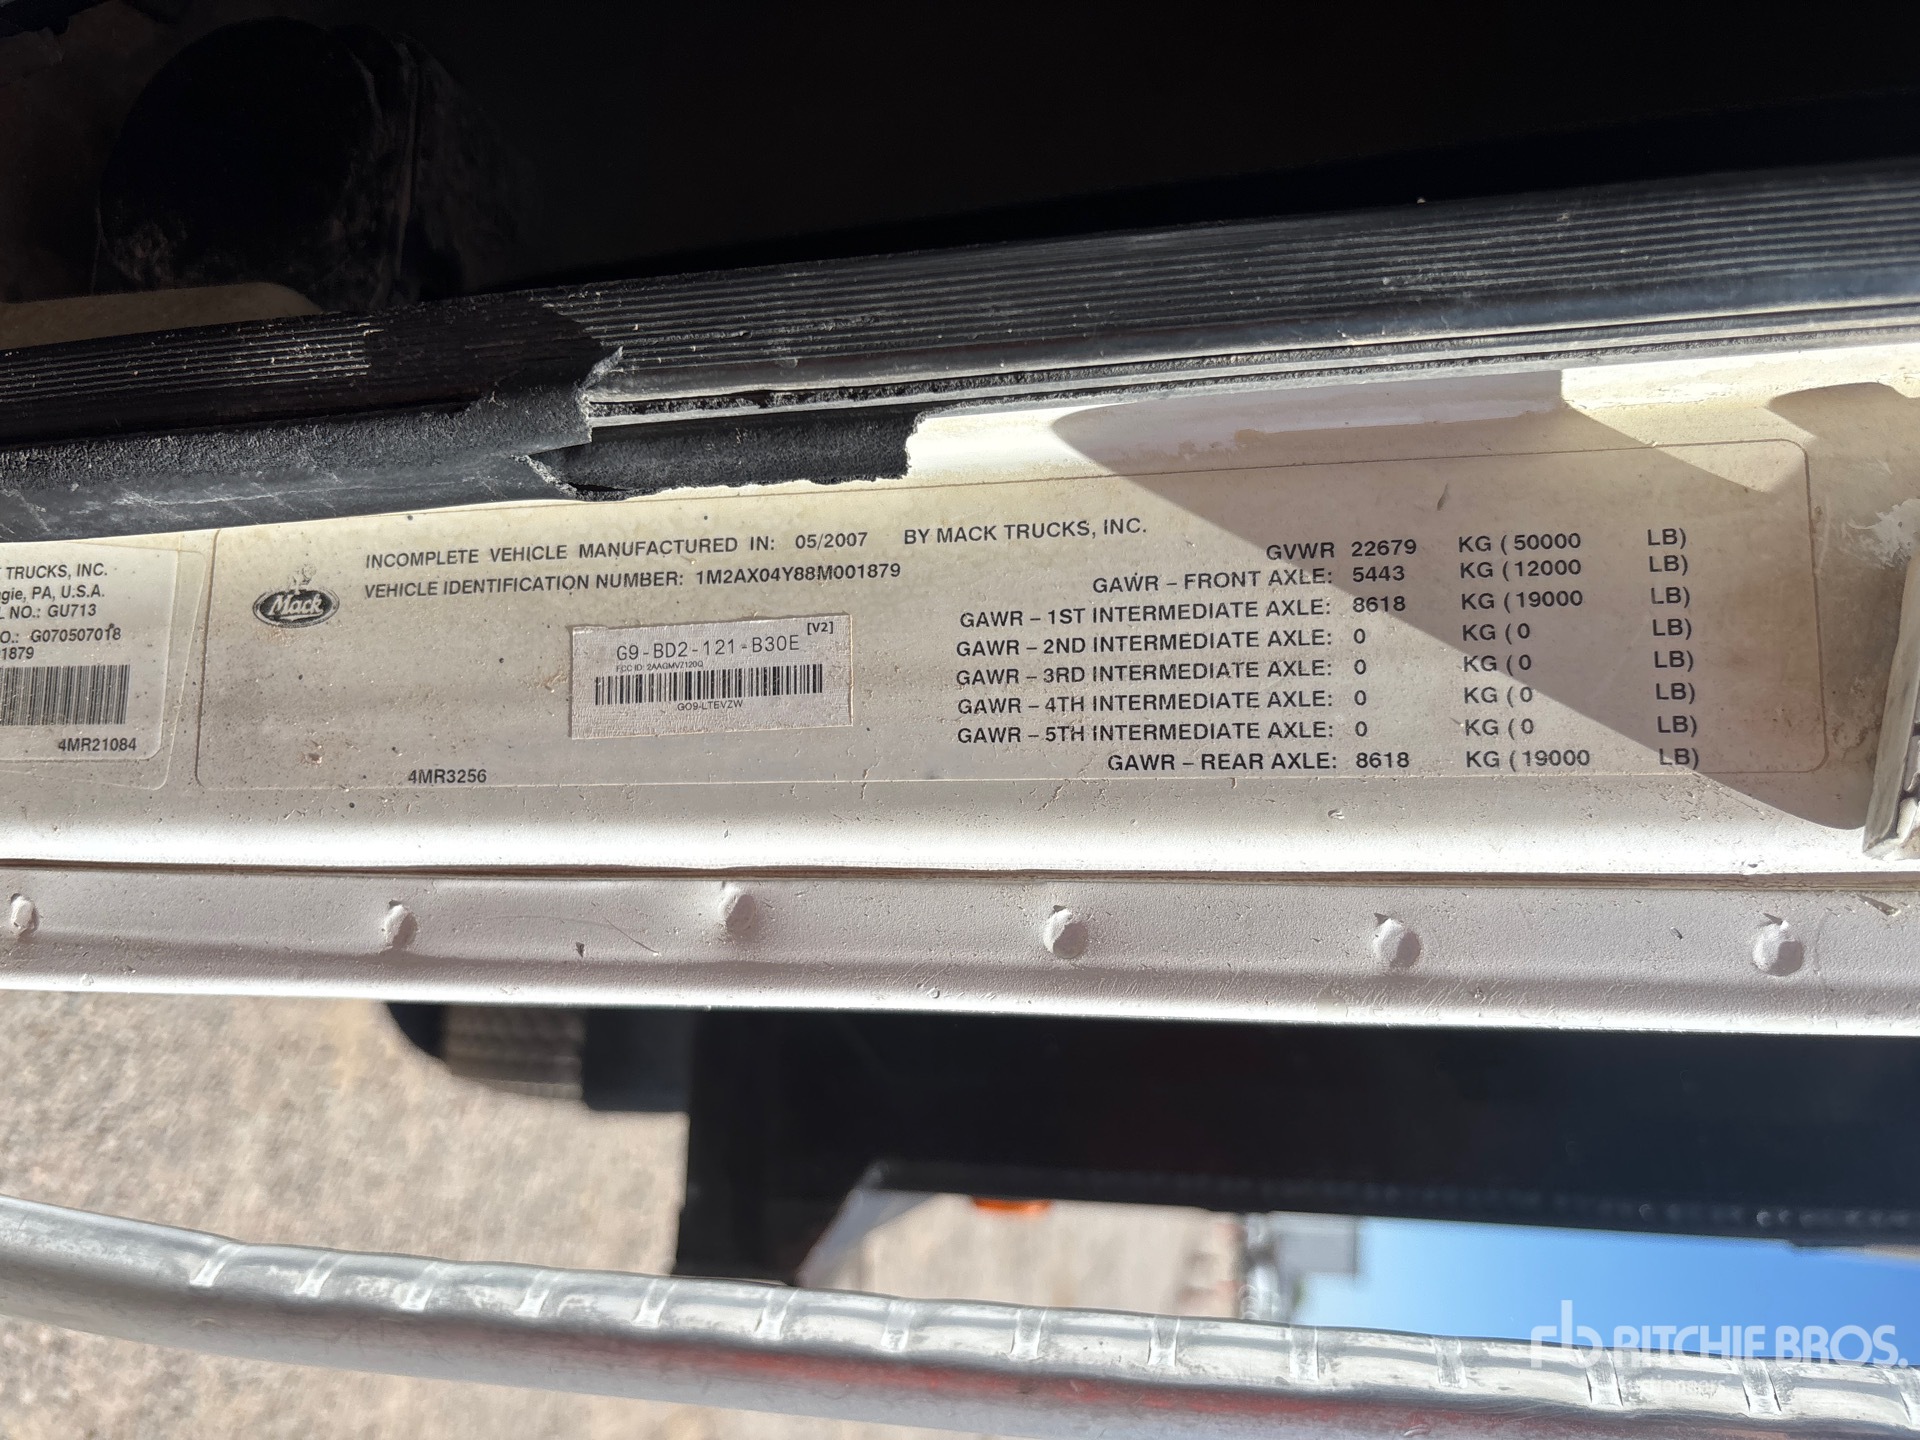 T TRUCKS, INC.
gie, PA, U.S.A.
L NO.: GU713
O.: G070507018
1879
4MR21084
Mack
INCOMPLETE VEHICLE MANUFACTURED IN: 05/2007 BY MACK TRUCKS, INC.
VEHICLE IDENTIFICATION NUMBER: 1M2AX04Y88M001879
G9-BD2-121-B30E [V2]
FCC ID: 2AAGMVZ120Q
GO9-LTEVZW
4MR3256
GVWR 22679 KG (50000 LB)
GAWR – FRONT AXLE: 5443 KG (12000 LB)
GAWR – 1ST INTERMEDIATE AXLE: 8618 KG (19000 LB)
GAWR – 2ND INTERMEDIATE AXLE: 0 KG (0 LB)
GAWR – 3RD INTERMEDIATE AXLE: 0 KG (0 LB)
GAWR – 4TH INTERMEDIATE AXLE: 0 KG (0 LB)
GAWR – 5TH INTERMEDIATE AXLE: 0 KG (0 LB)
GAWR – REAR AXLE: 8618 KG (19000 LB)
rb RITCHIE BROS.